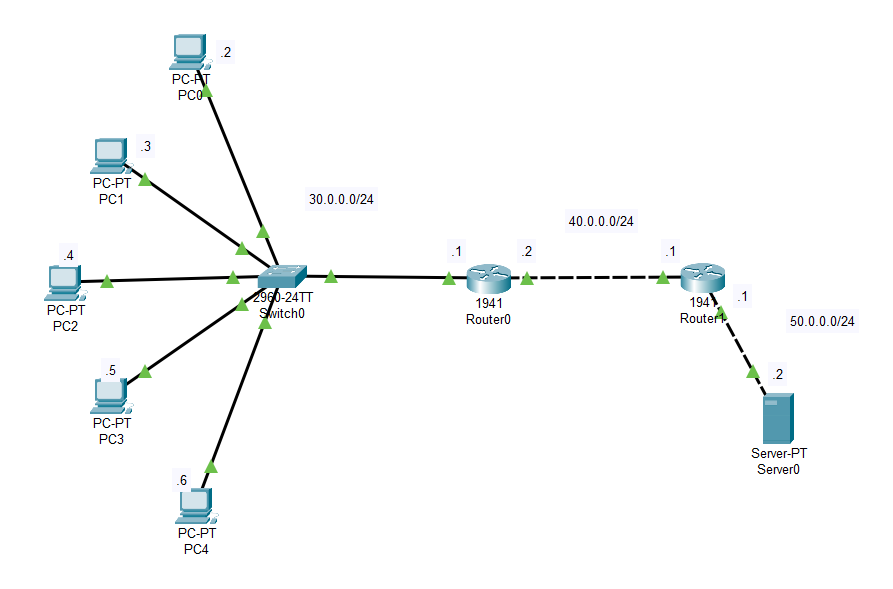 .2
PC-PT
PC0
.3
PC-PT
PC1
30.0.0.0/24
40.0.0.0/24
.4
.1
.2
.1
PC-PT
PC2
2960-24TT
Switch0
1941
Router0
1941
Router1
.1
50.0.0.0/24
.5
PC-PT
PC3
.2
Server-PT
Server0
.6
PC-PT
PC4